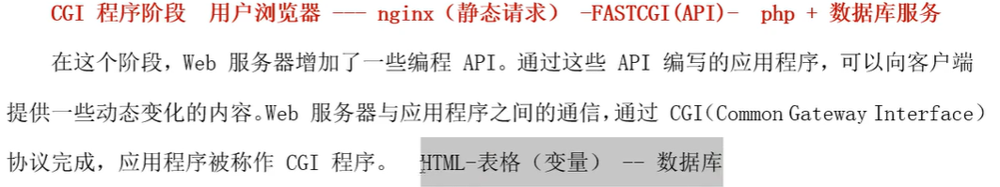 CGI 程序阶段  用户浏览器 --- nginx（静态请求） -FASTCGI(API)-  php + 数据库服务
在这个阶段，Web 服务器增加了一些编程 API。通过这些 API 编写的应用程序，可以向客户端
提供一些动态变化的内容。Web 服务器与应用程序之间的通信，通过 CGI（Common Gateway Interface）
协议完成，应用程序被称作 CGI 程序。  HTML-表格（变量） -- 数据库